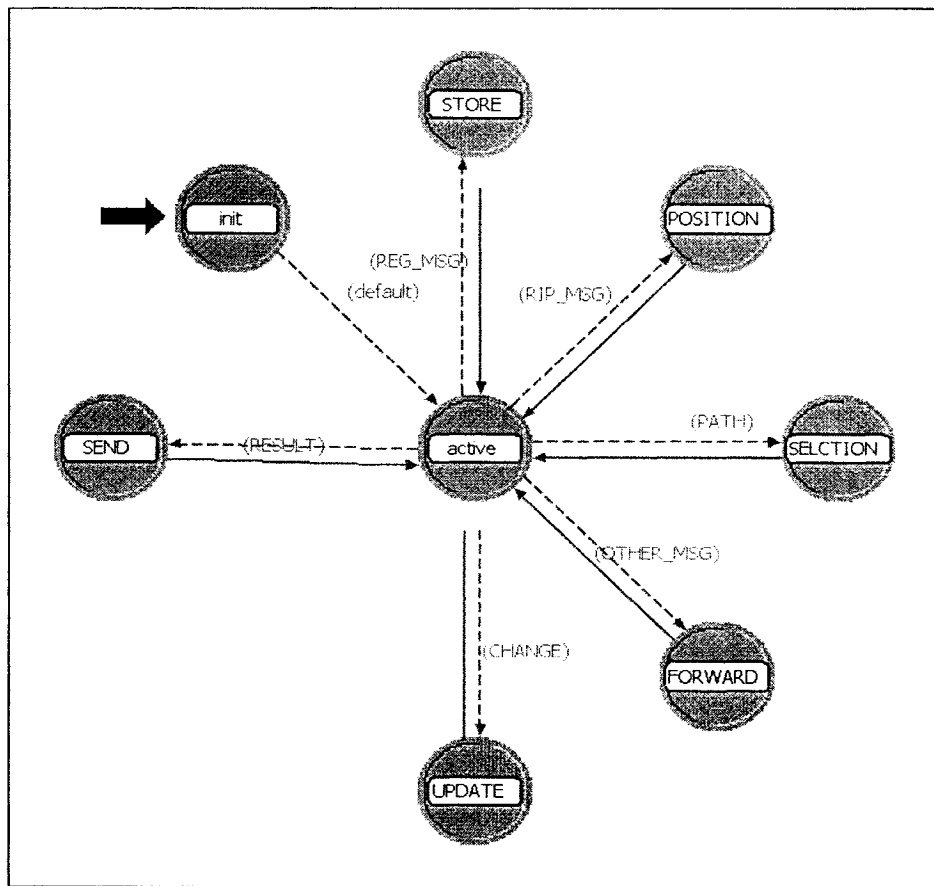 STORE
init
POSITION
(REG_MSG)
(default)
(RIP_MSG)
(PATH)
SEND
(RESULT)
active
SELCTION
(OTHER_MSG)
(CHANGE)
FORWARD
UPDATE